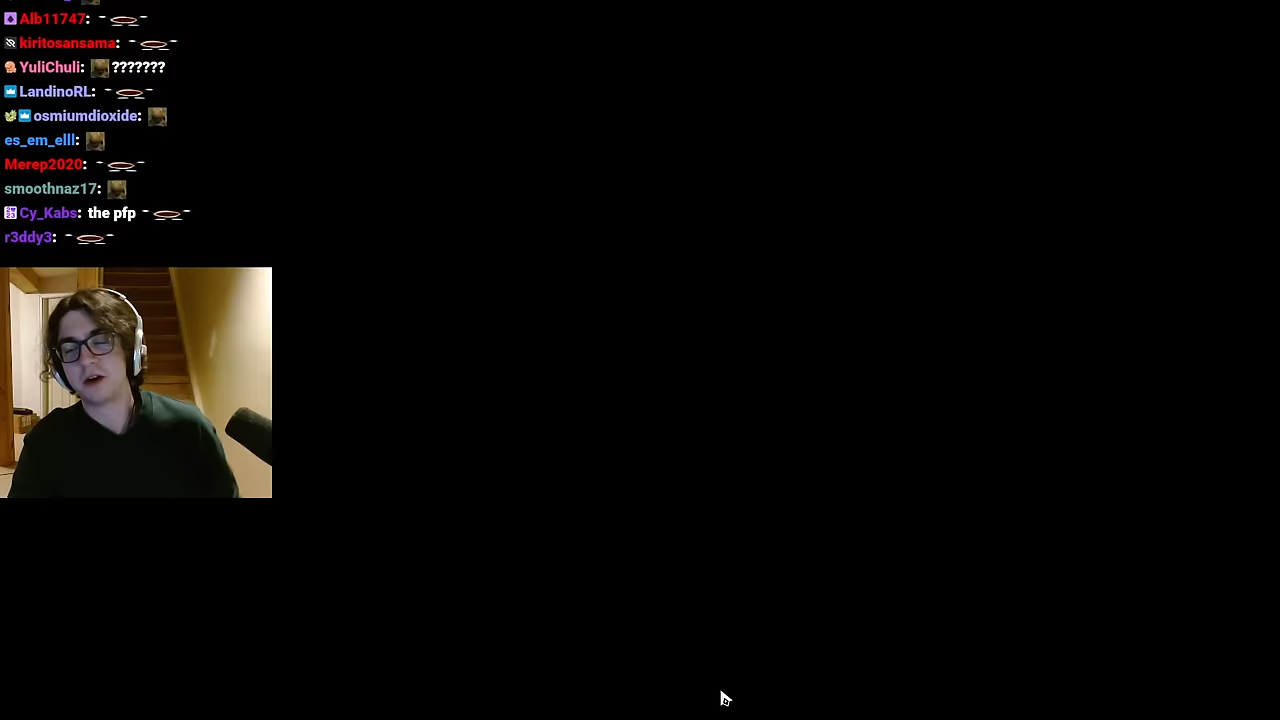 Alb11747:
kiritosansama:
YuliChuli: ???????
LandinoRL:
osmiumdioxide:
es_em_elll:
Merep2020:
smoothnaz17:
Cy_Kabs: the pfp
r3ddy3: